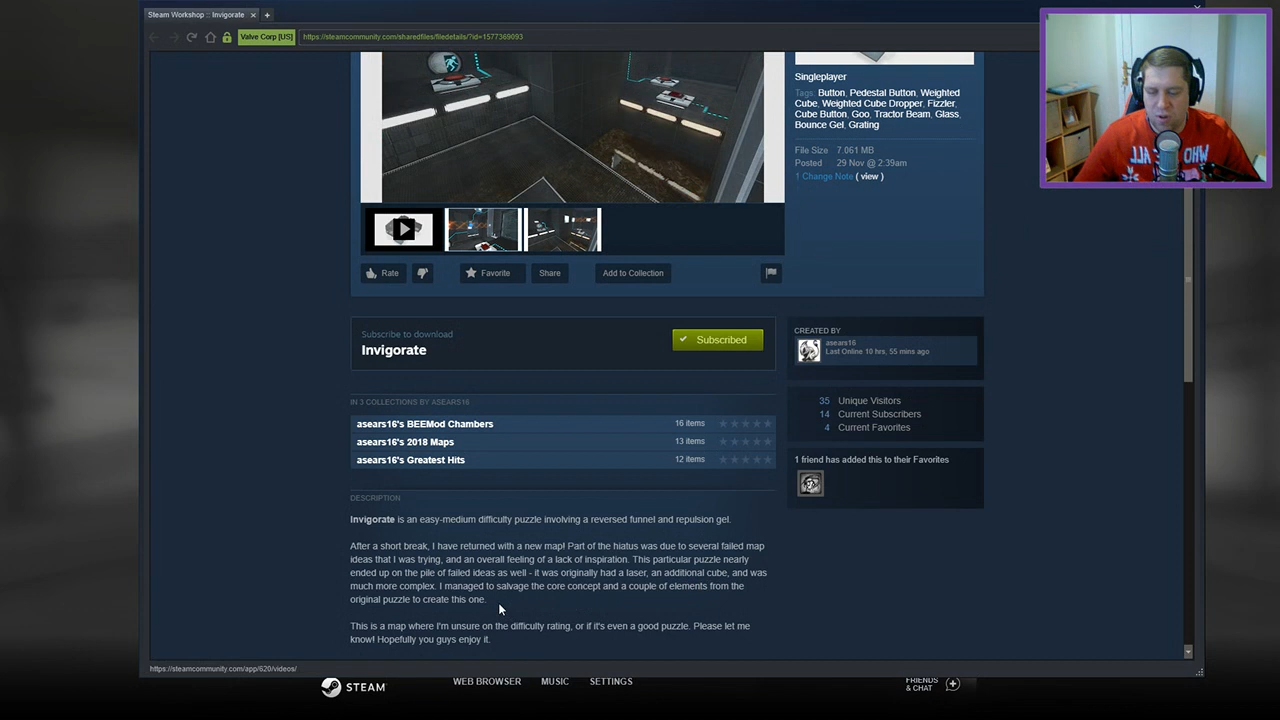 Steam Workshop :: Invigorate × +
Valve Corp [US] https://steamcommunity.com/sharedfiles/filedetails/?id=1577369093
Singleplayer
Tags: Button, Pedestal Button, Weighted
Cube, Weighted Cube Dropper, Fizzler,
Cube Button, Goo, Tractor Beam, Glass,
Bounce Gel, Grating
File Size 7.061 MB
Posted 29 Nov @ 2:39am
1 Change Note ( view )
Rate Favorite Share Add to Collection
Subscribe to download
Invigorate
Subscribed
CREATED BY
asears16
Last Online 10 hrs, 55 mins ago
35 Unique Visitors
14 Current Subscribers
4 Current Favorites
1 friend has added this to their Favorites
IN 3 COLLECTIONS BY ASEARS16
asears16's BEEMod Chambers 16 items
asears16's 2018 Maps 13 items
asears16's Greatest Hits 12 items
DESCRIPTION
Invigorate is an easy-medium difficulty puzzle involving a reversed funnel and repulsion gel.
After a short break, I have returned with a new map! Part of the hiatus was due to several failed map
ideas that I was trying, and an overall feeling of a lack of inspiration. This particular puzzle nearly
ended up on the pile of failed ideas as well - it was originally had a laser, an additional cube, and was
much more complex. I managed to salvage the core concept and a couple of elements from the
original puzzle to create this one.
This is a map where I'm unsure on the difficulty rating, or if it's even a good puzzle. Please let me
know! Hopefully you guys enjoy it.
https://steamcommunity.com/app/620/videos/
STEAM
WEB BROWSER MUSIC SETTINGS
FRIENDS
& CHAT
WHO
ALL